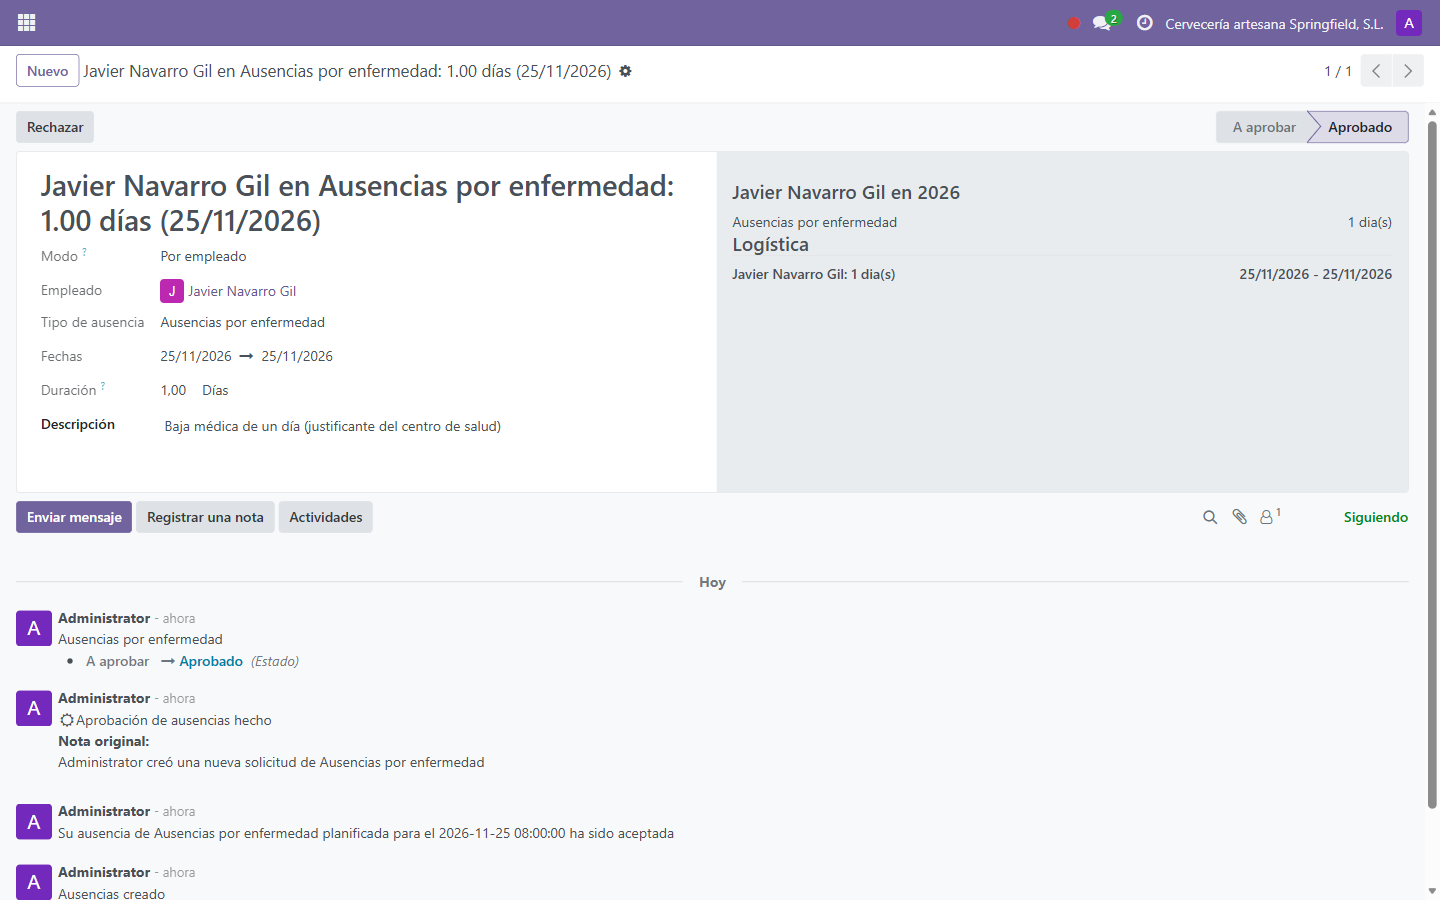 2
Cervecería artesana Springfield, S.L.
A
Nuevo
Javier Navarro Gil en Ausencias por enfermedad: 1.00 días (25/11/2026)
1 / 1
Rechazar
A aprobar
Aprobado
Javier Navarro Gil en Ausencias por enfermedad:
1.00 días (25/11/2026)
Modo ?
Por empleado
Empleado
J
Javier Navarro Gil
Tipo de ausencia
Ausencias por enfermedad
Fechas
25/11/2026 → 25/11/2026
Duración ?
1,00 Días
Descripción
Baja médica de un día (justificante del centro de salud)
Javier Navarro Gil en 2026
Ausencias por enfermedad
1 dia(s)
Logística
Javier Navarro Gil: 1 dia(s)
25/11/2026 - 25/11/2026
Enviar mensaje
Registrar una nota
Actividades
1
Siguiendo
Hoy
A
Administrator - ahora
Ausencias por enfermedad
• A aprobar → Aprobado (Estado)
A
Administrator - ahora
Aprobación de ausencias hecho
Nota original:
Administrator creó una nueva solicitud de Ausencias por enfermedad
A
Administrator - ahora
Su ausencia de Ausencias por enfermedad planificada para el 2026-11-25 08:00:00 ha sido aceptada
A
Administrator - ahora
Ausencias creado